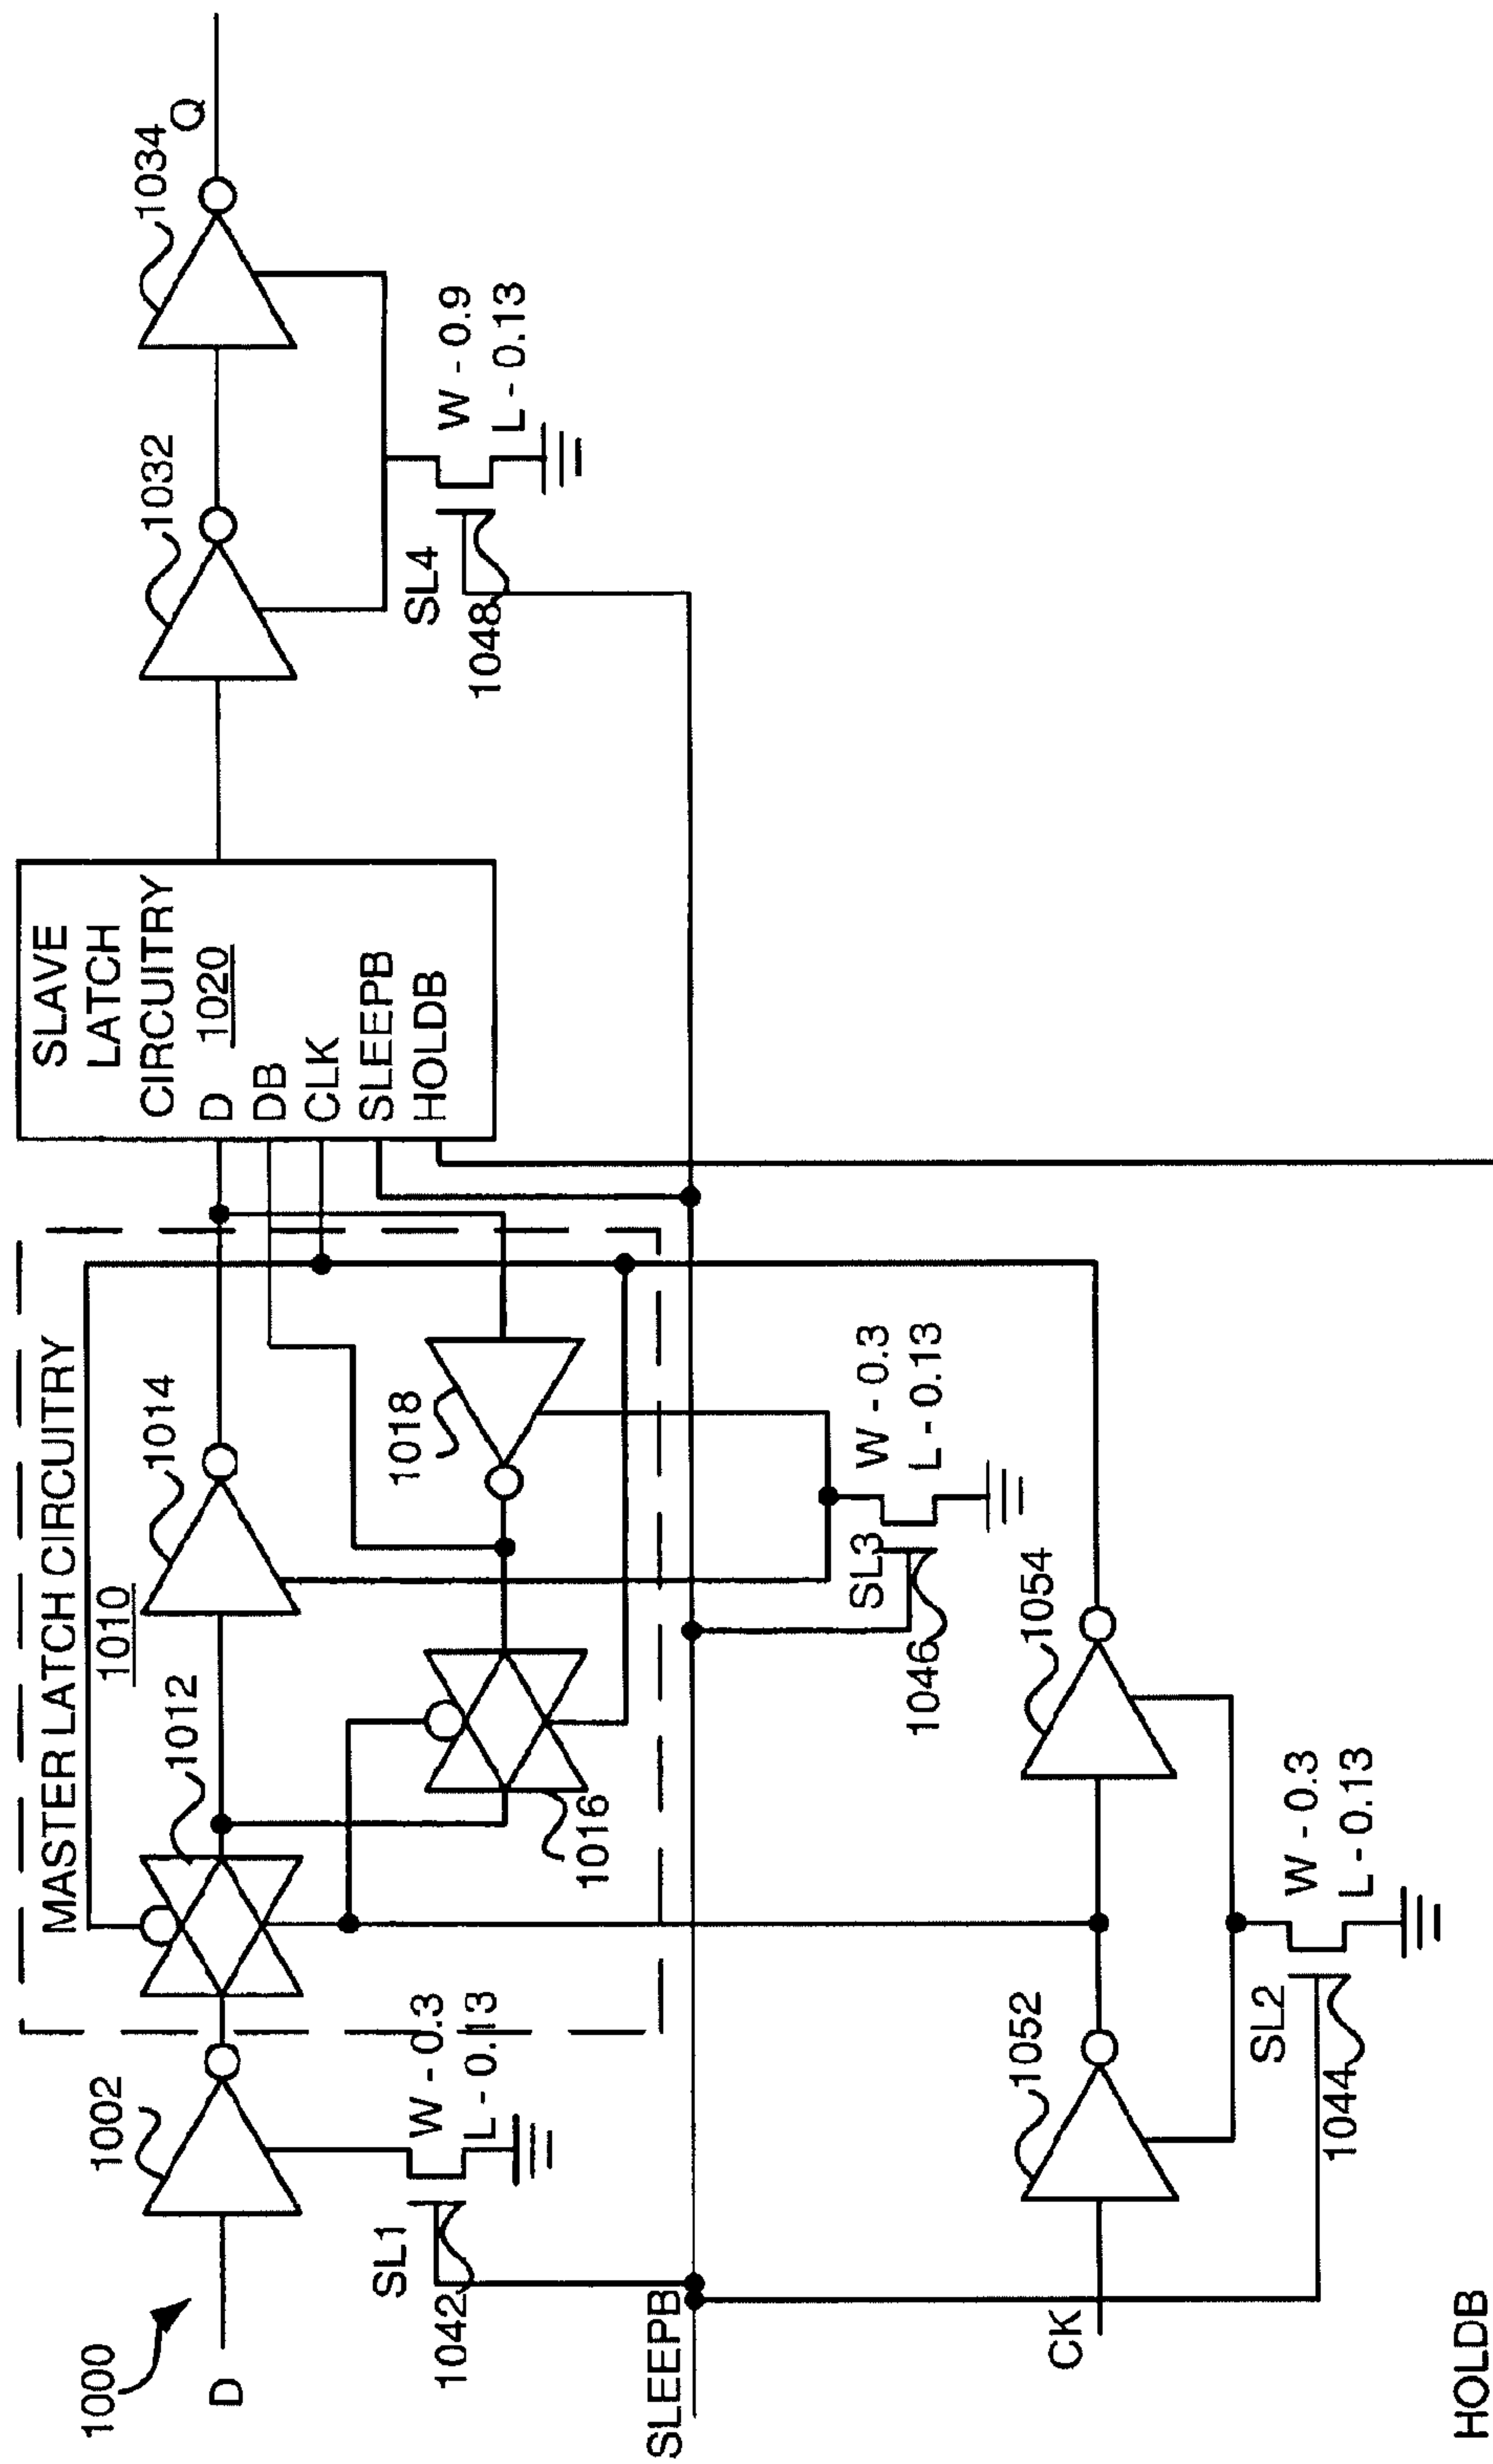 1000
D
1002
SL1
1042
W - 0.3
L - 0.13
MASTER LATCH CIRCUITRY
1010
1012
1014
1016
1018
SLAVE
LATCH
CIRCUITRY
D 1020
DB
CLK
SLEEPB
HOLDB
1032
1034
Q
SL4
1048
W - 0.9
L - 0.13
SLEEPB
SL3
1046
W - 0.3
L - 0.13
CK
1052
1054
SL2
1044
W - 0.3
L - 0.13
HOLDB